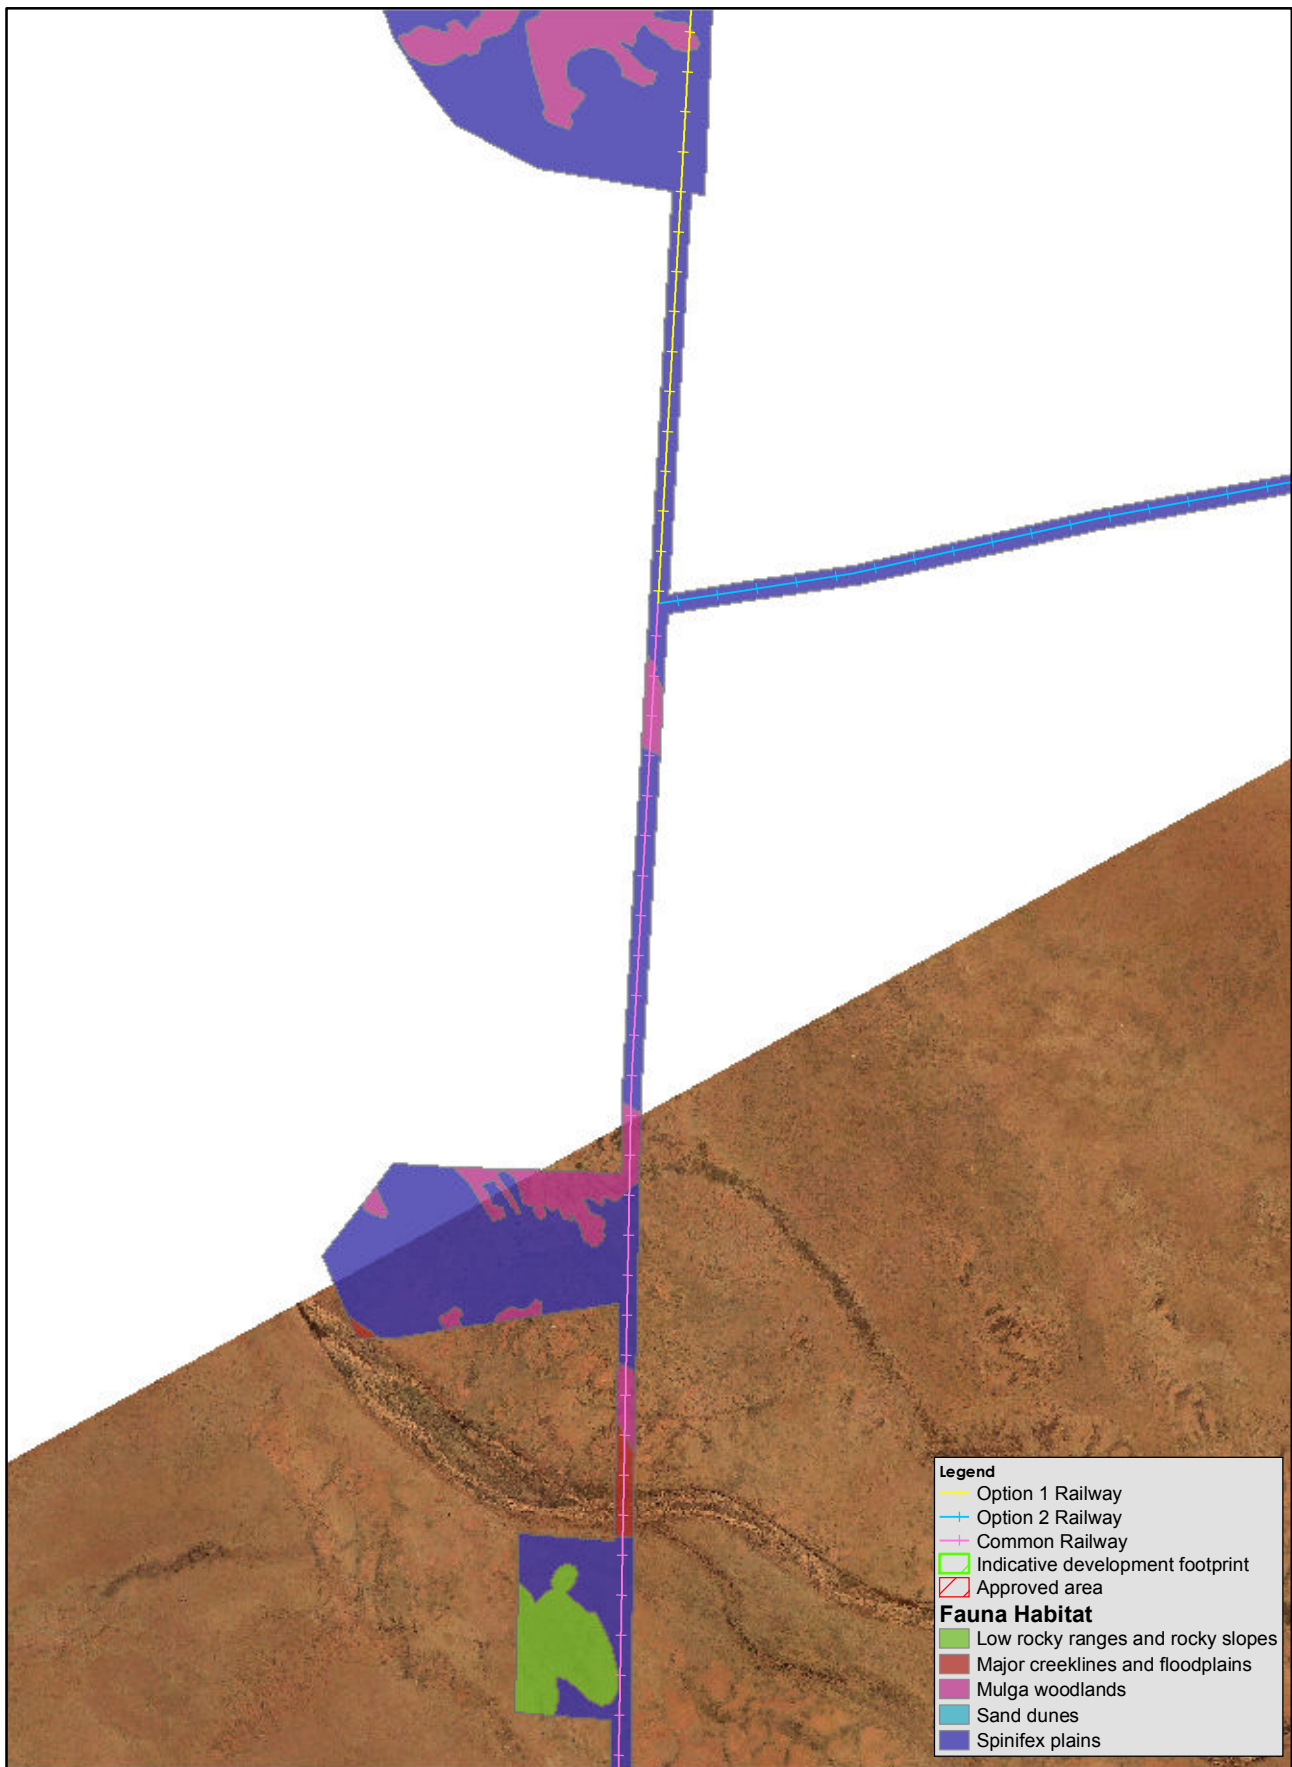 Legend
Option 1 Railway
Option 2 Railway
Common Railway
Indicative development footprint
Approved area
Fauna Habitat
Low rocky ranges and rocky slopes
Major creeklines and floodplains
Mulga woodlands
Sand dunes
Spinifex plains